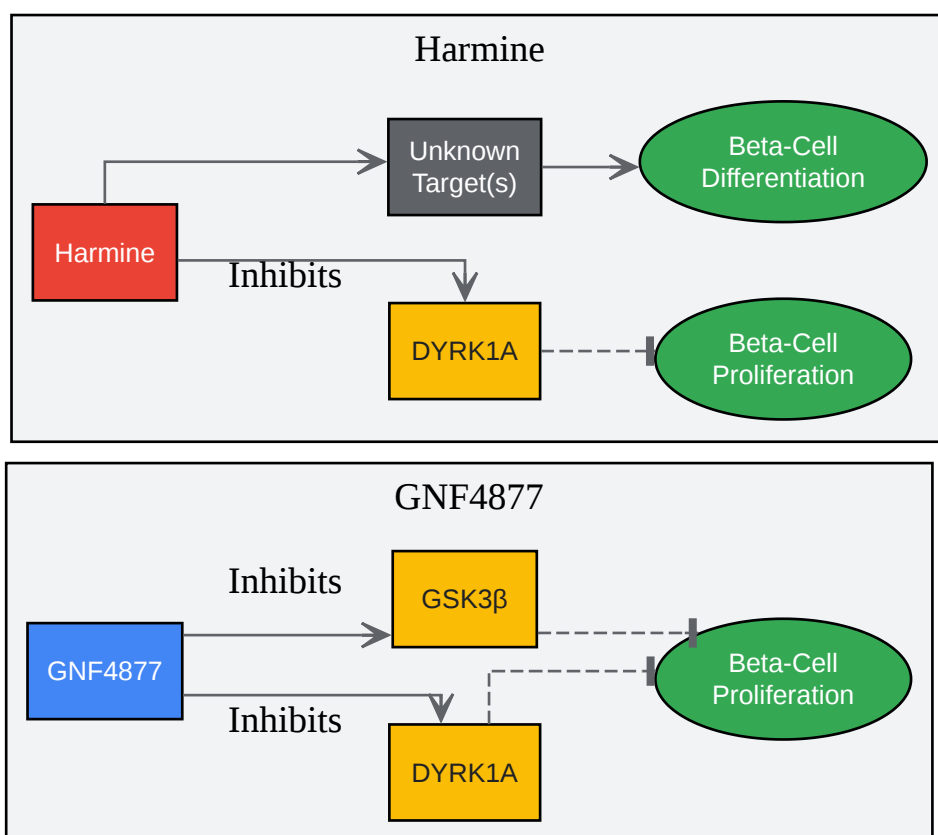 Harmine
Unknown
Target(s)
Beta-Cell
Differentiation
Harmine
Inhibits
DYRK1A
Beta-Cell
Proliferation
GNF4877
Inhibits
GSK3β
GNF4877
Beta-Cell
Proliferation
Inhibits
DYRK1A